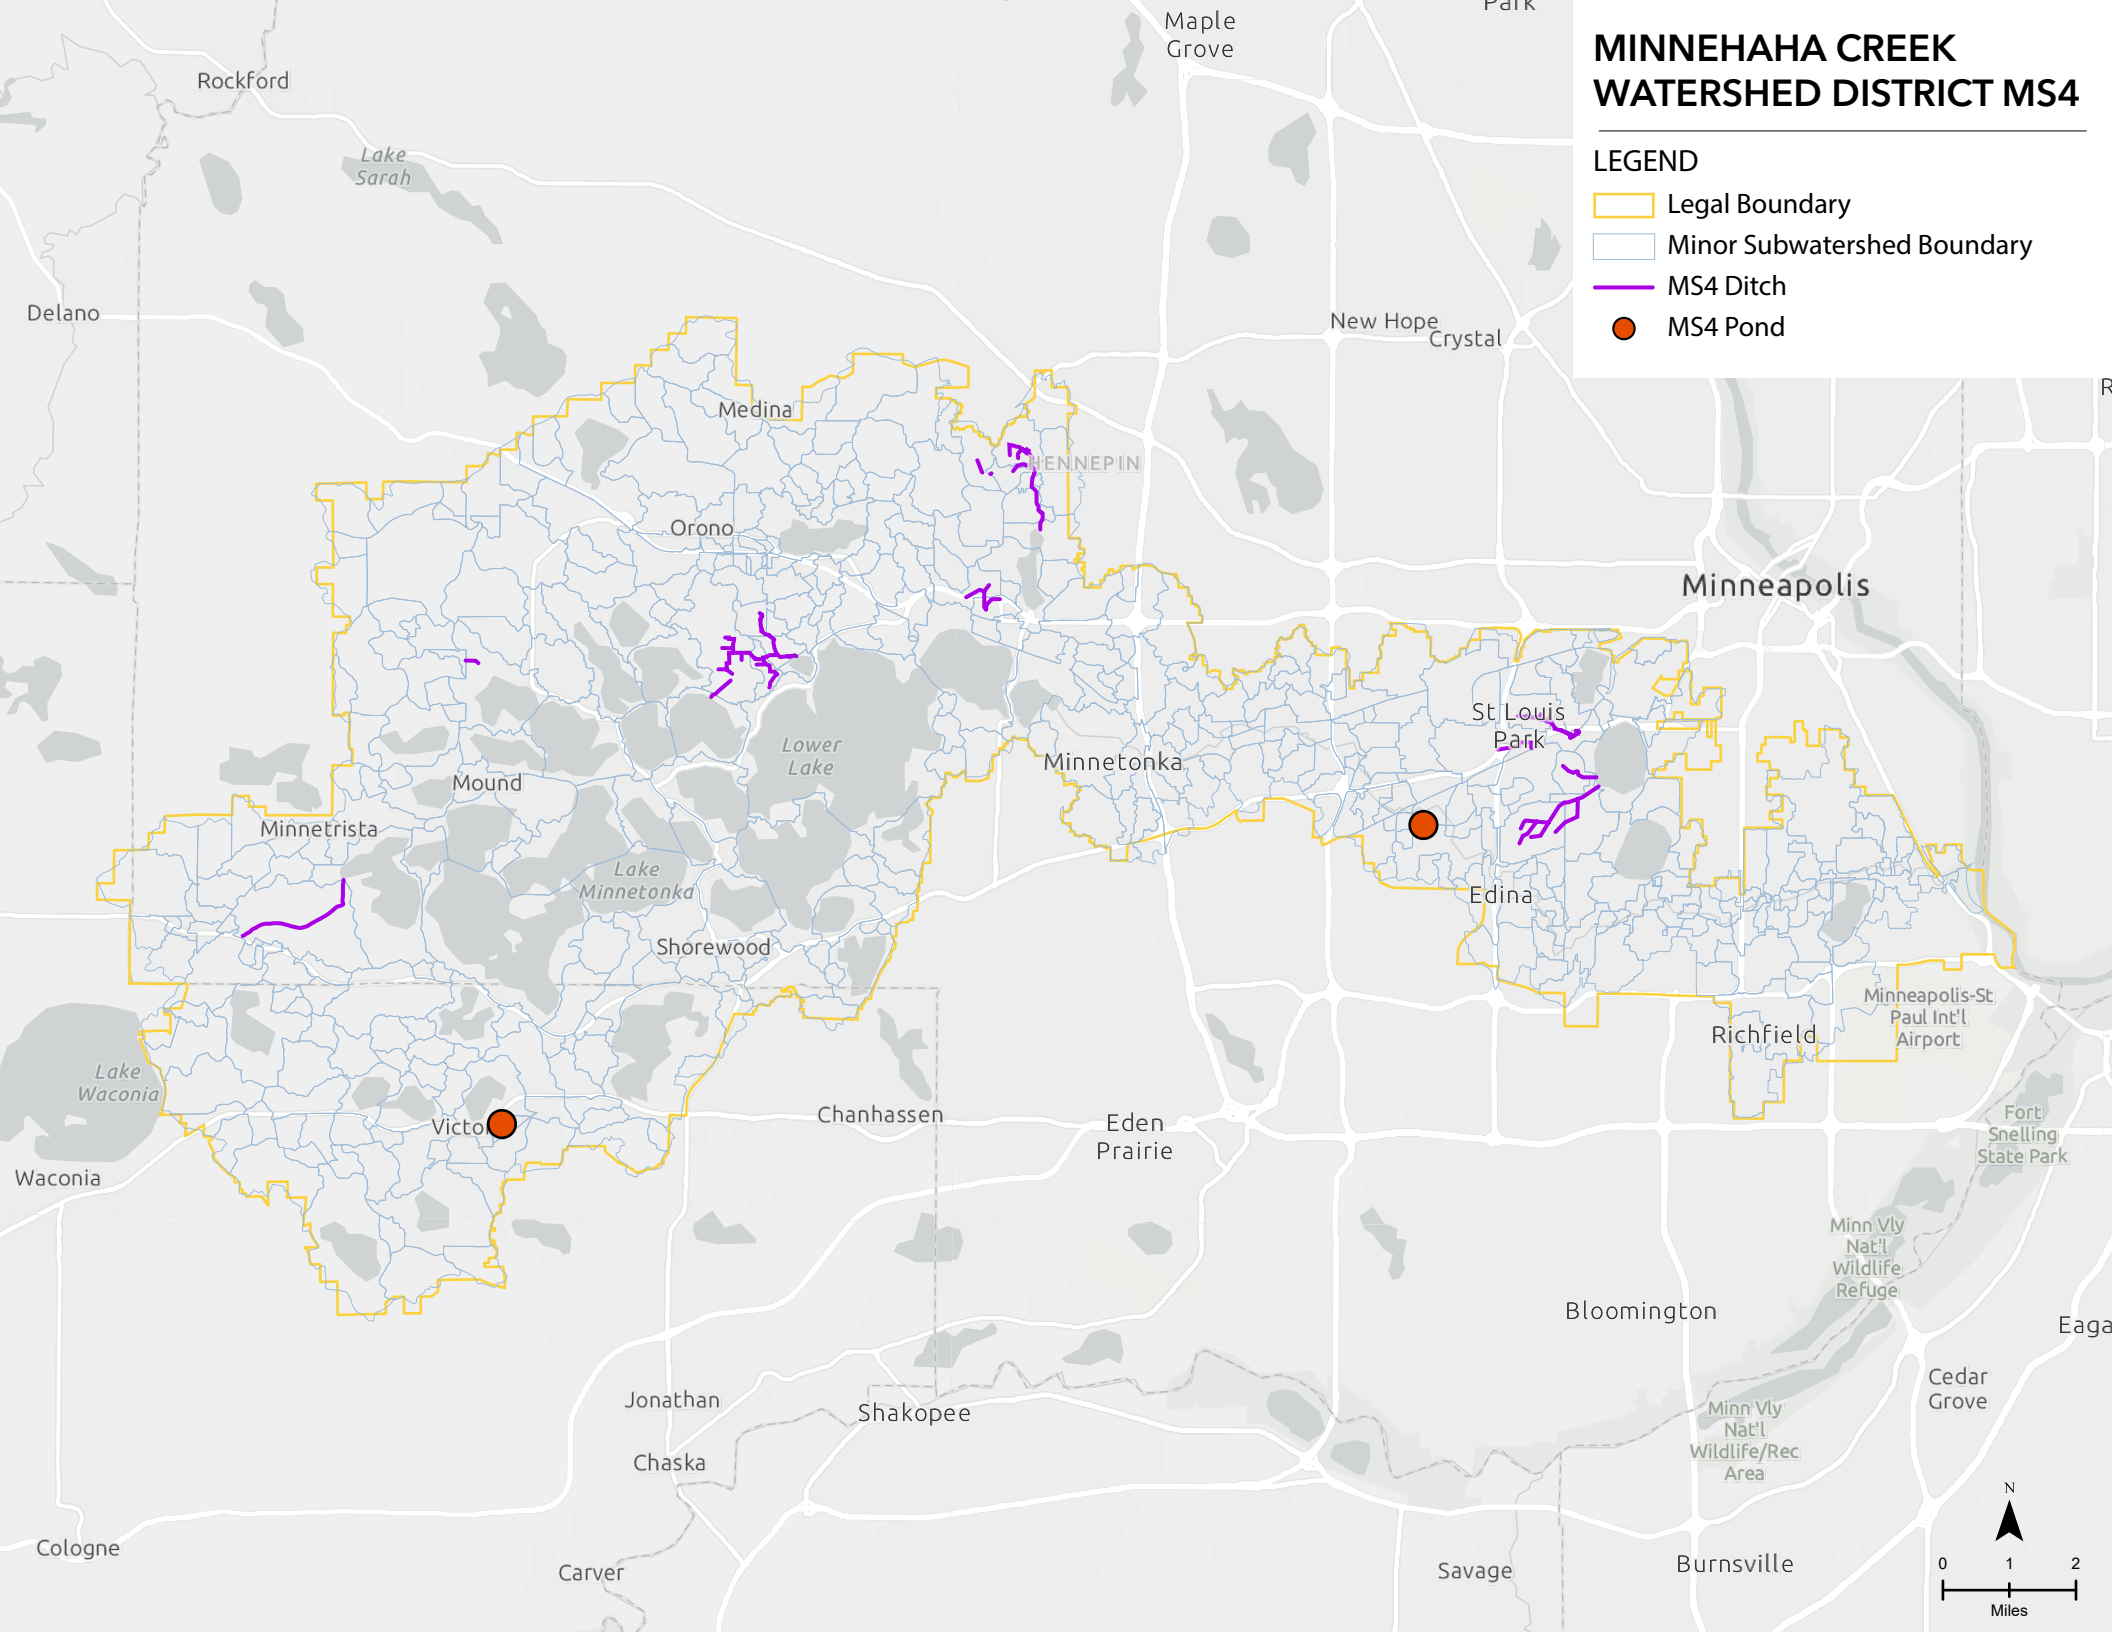 MINNEHAHA CREEK
WATERSHED DISTRICT MS4
LEGEND
Legal Boundary
Minor Subwatershed Boundary
MS4 Ditch
MS4 Pond
Park
Maple
Grove
Rockford
Lake
Sarah
Delano
New Hope
Crystal
R
Medina
HENNEPIN
Orono
Minneapolis
St Louis
Park
Lower
Lake
Minnetonka
Mound
Minnetrista
Lake
Minnetonka
Edina
Shorewood
Minneapolis-St
Paul Int'l
Airport
Richfield
Lake
Waconia
Chanhassen
Eden
Prairie
Victo
Fort
Snelling
State Park
Waconia
Minn Vly
Nat'l
Wildlife
Refuge
Bloomington
Eaga
Cedar
Grove
Jonathan
Shakopee
Minn Vly
Nat'l
Wildlife/Rec
Area
Chaska
N
Cologne
Carver
Savage
Burnsville
0 1 2
Miles